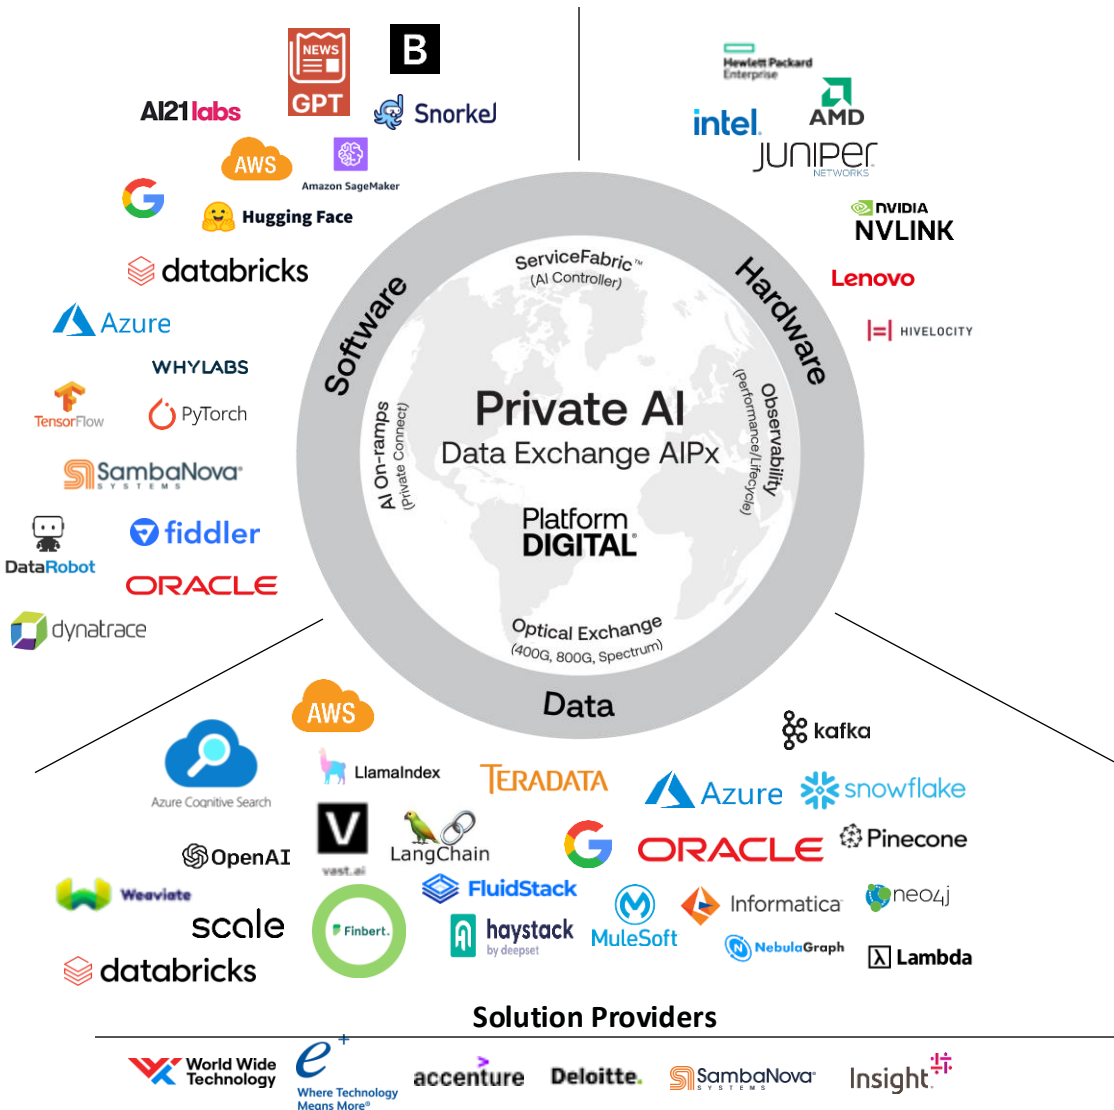 NEWS
GPT
B
AI21 labs
Snorkel
AWS
Amazon SageMaker
G
Hugging Face
databricks
Azure
WHYLABS
TensorFlow
PyTorch
SambaNova®
SYSTEMS
DataRobot
fiddler
ORACLE
dynatrace
Hewlett Packard
Enterprise
AMD
intel.
JUNIPER
NETWORKS
NVIDIA
NVLINK
Lenovo
HIVELOCITY
Software
Hardware
Data
ServiceFabric™
(AI Controller)
AI On-ramps
(Private Connect)
Observability
(Performance/Lifecycle)
Private AI
Data Exchange AIPx
Platform
DIGITAL®
Optical Exchange
(400G, 800G, Spectrum)
AWS
Azure Cognitive Search
LlamaIndex
TERADATA
kafka
Azure
snowflake
V
vast.ai
LangChain
G
ORACLE
Pinecone
OpenAI
Weaviate
scale
Finbert.
FluidStack
haystack
by deepset
MuleSoft
Informatica
neo4j
NebulaGraph
λ Lambda
databricks
Solution Providers
World Wide
Technology
e+
Where Technology
Means More®
accenture
Deloitte.
SambaNova®
SYSTEMS
Insight